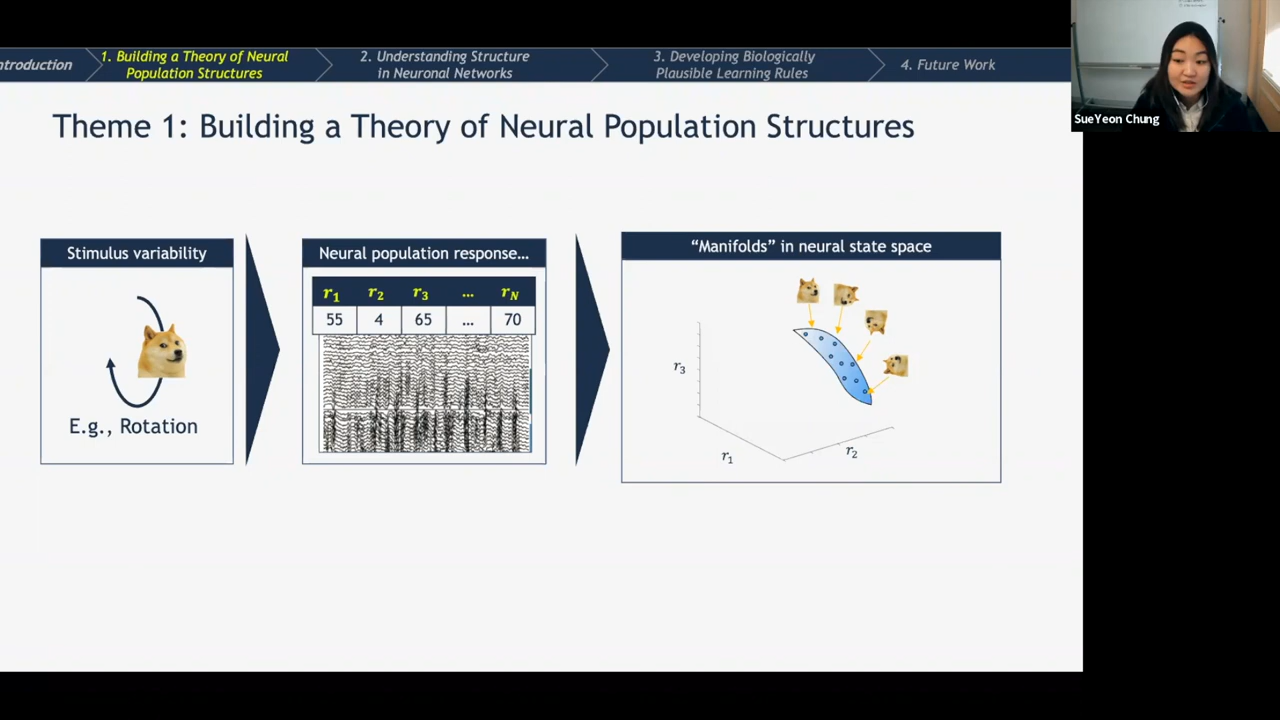 ntroduction
1. Building a Theory of Neural
Population Structures
2. Understanding Structure
in Neuronal Networks
3. Developing Biologically
Plausible Learning Rules
4. Future Work
SueYeon Chung
Theme 1: Building a Theory of Neural Population Structures
Stimulus variability
E.g., Rotation
Neural population response…
r₁ r₂ r₃ … r_N
55 4 65 … 70
“Manifolds” in neural state space
r₃
r₁
r₂